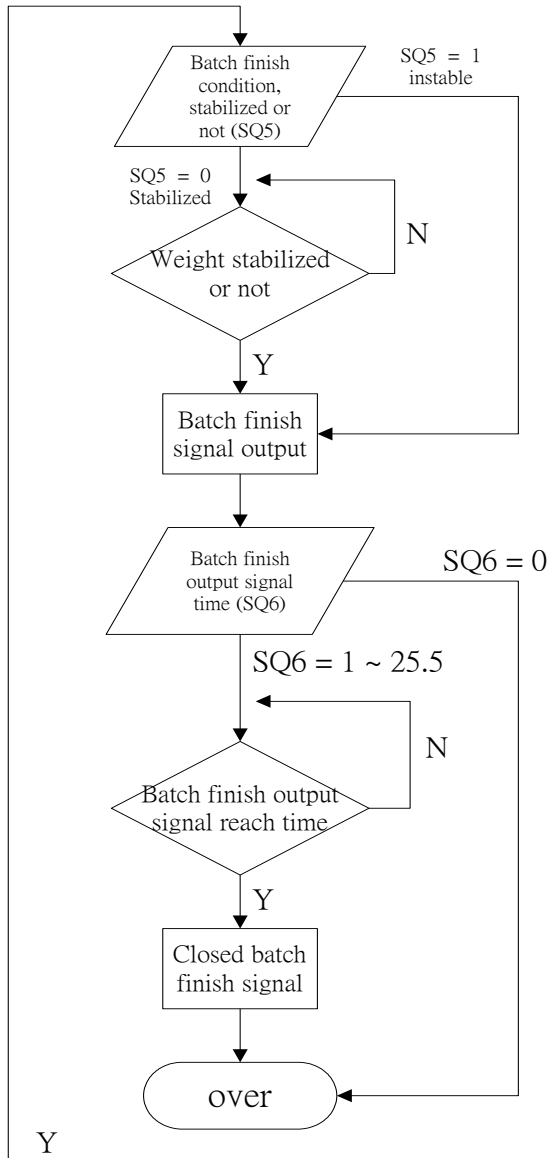 Batch finish
condition,
stabilized or
not (SQ5)
SQ5 = 1
instable
SQ5 = 0
Stabilized
N
Weight stabilized
or not
Y
Batch finish
signal output
Batch finish
output signal
time (SQ6)
SQ6 = 0
SQ6 = 1 ~ 25.5
N
Batch finish output
signal reach time
Y
Closed batch
finish signal
over
Y